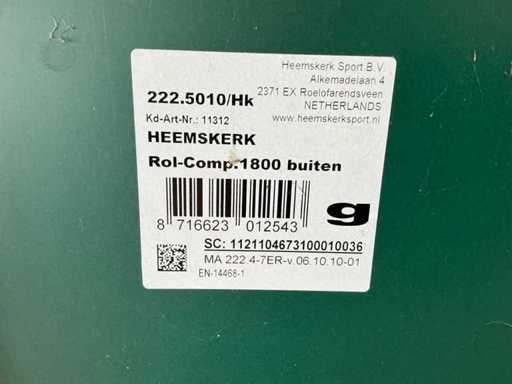 Heemskerk Sport B.V.
Alkemadelaan 4
2371 EX Roelofarendsveen
NETHERLANDS
www.heemskerksport.nl
222.5010/Hk
Kd-Art-Nr.: 11312
HEEMSKERK
Rol-Comp.1800 buiten
8 716623 012543
g
SC: 1121104673100010036
MA 222.4-7ER-v.06.10.10-01
EN-14468-1